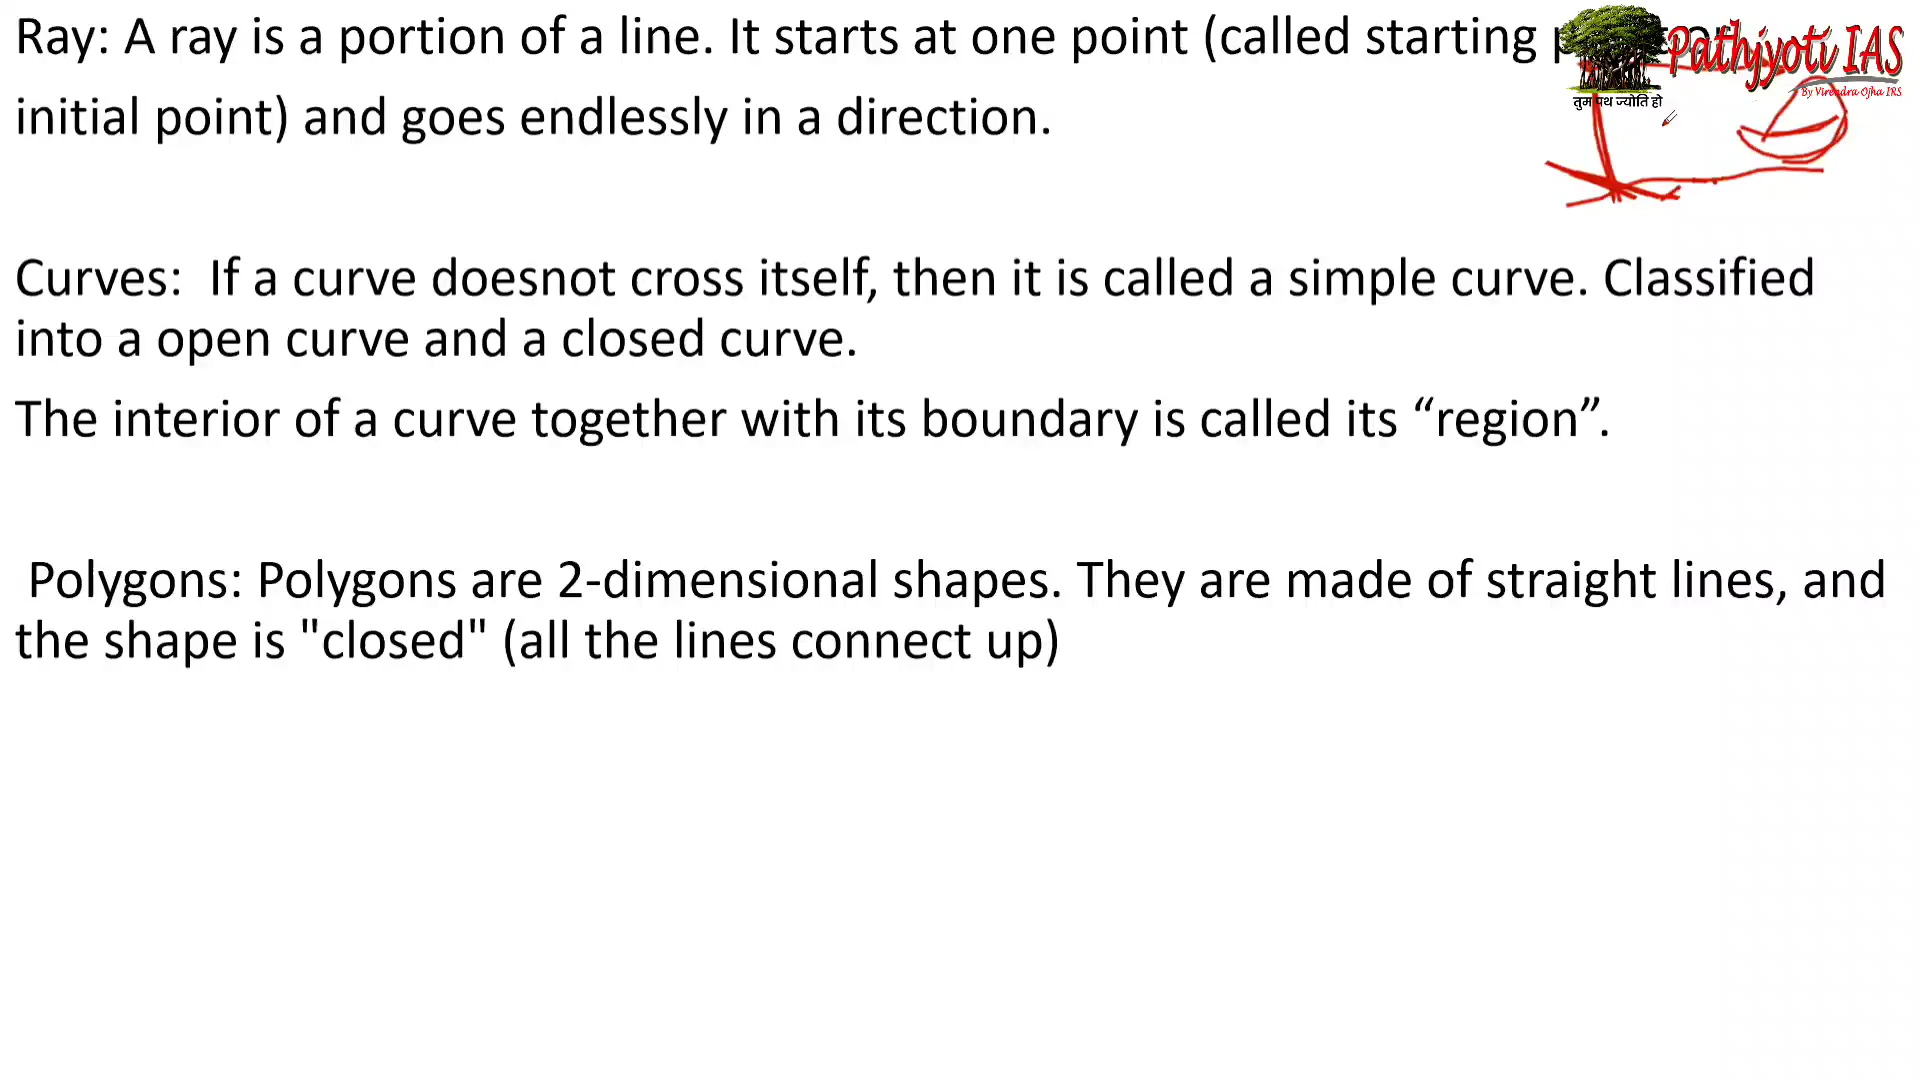 Ray: A ray is a portion of a line. It starts at one point (called starting
initial point) and goes endlessly in a direction.
Curves: If a curve doesnot cross itself, then it is called a simple curve. Classified
into a open curve and a closed curve.
The interior of a curve together with its boundary is called its “region”.
Polygons: Polygons are 2-dimensional shapes. They are made of straight lines, and
the shape is "closed" (all the lines connect up)
Pathjyoti IAS
By Virendra Ojha IRS
तुम पथ ज्योति हो